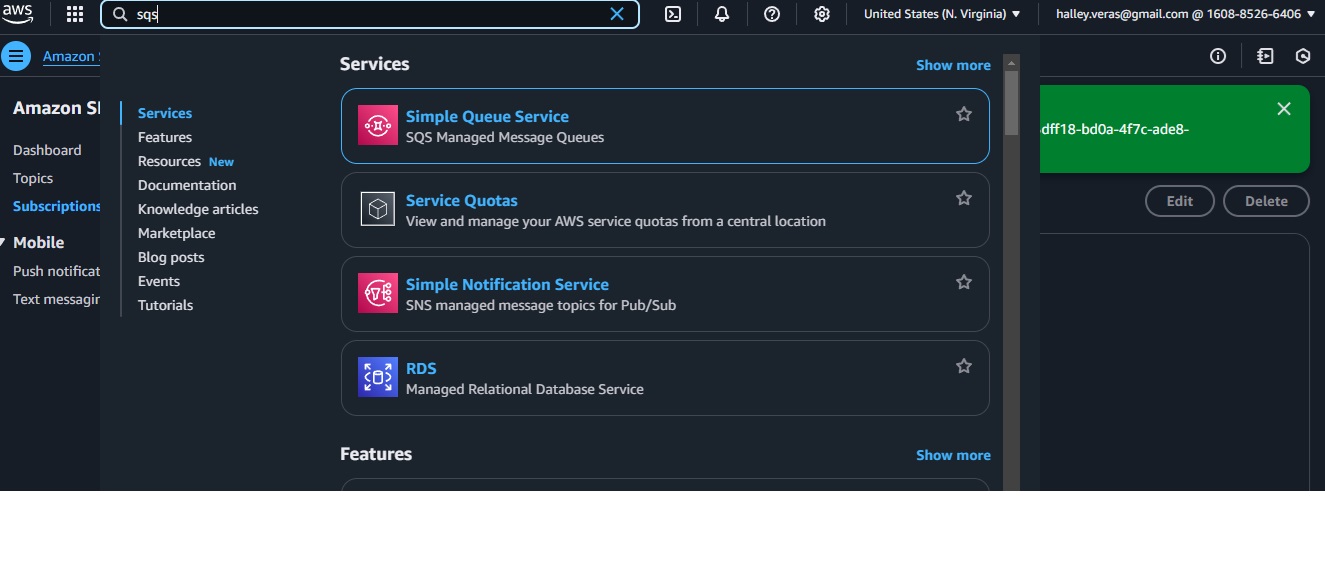 aws
sqs
United States (N. Virginia)
halley.veras@gmail.com @ 1608-8526-6406
Amazon
Amazon
Dashboard
Topics
Subscriptions
Mobile
Push
Text
Services
Features
Resources New
Documentation
Knowledge articles
Marketplace
Blog posts
Events
Tutorials
Services
Show more
Simple Queue Service
SQS Managed Message Queues
Service Quotas
View and manage your AWS service quotas from a central location
Simple Notification Service
SNS managed message topics for Pub/Sub
RDS
Managed Relational Database Service
Features
Show more
dff18-bd0a-4f7c-ade8-
Edit
Delete